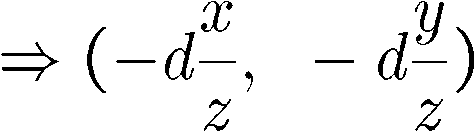 ⇒ (−d x/z, − d y/z)